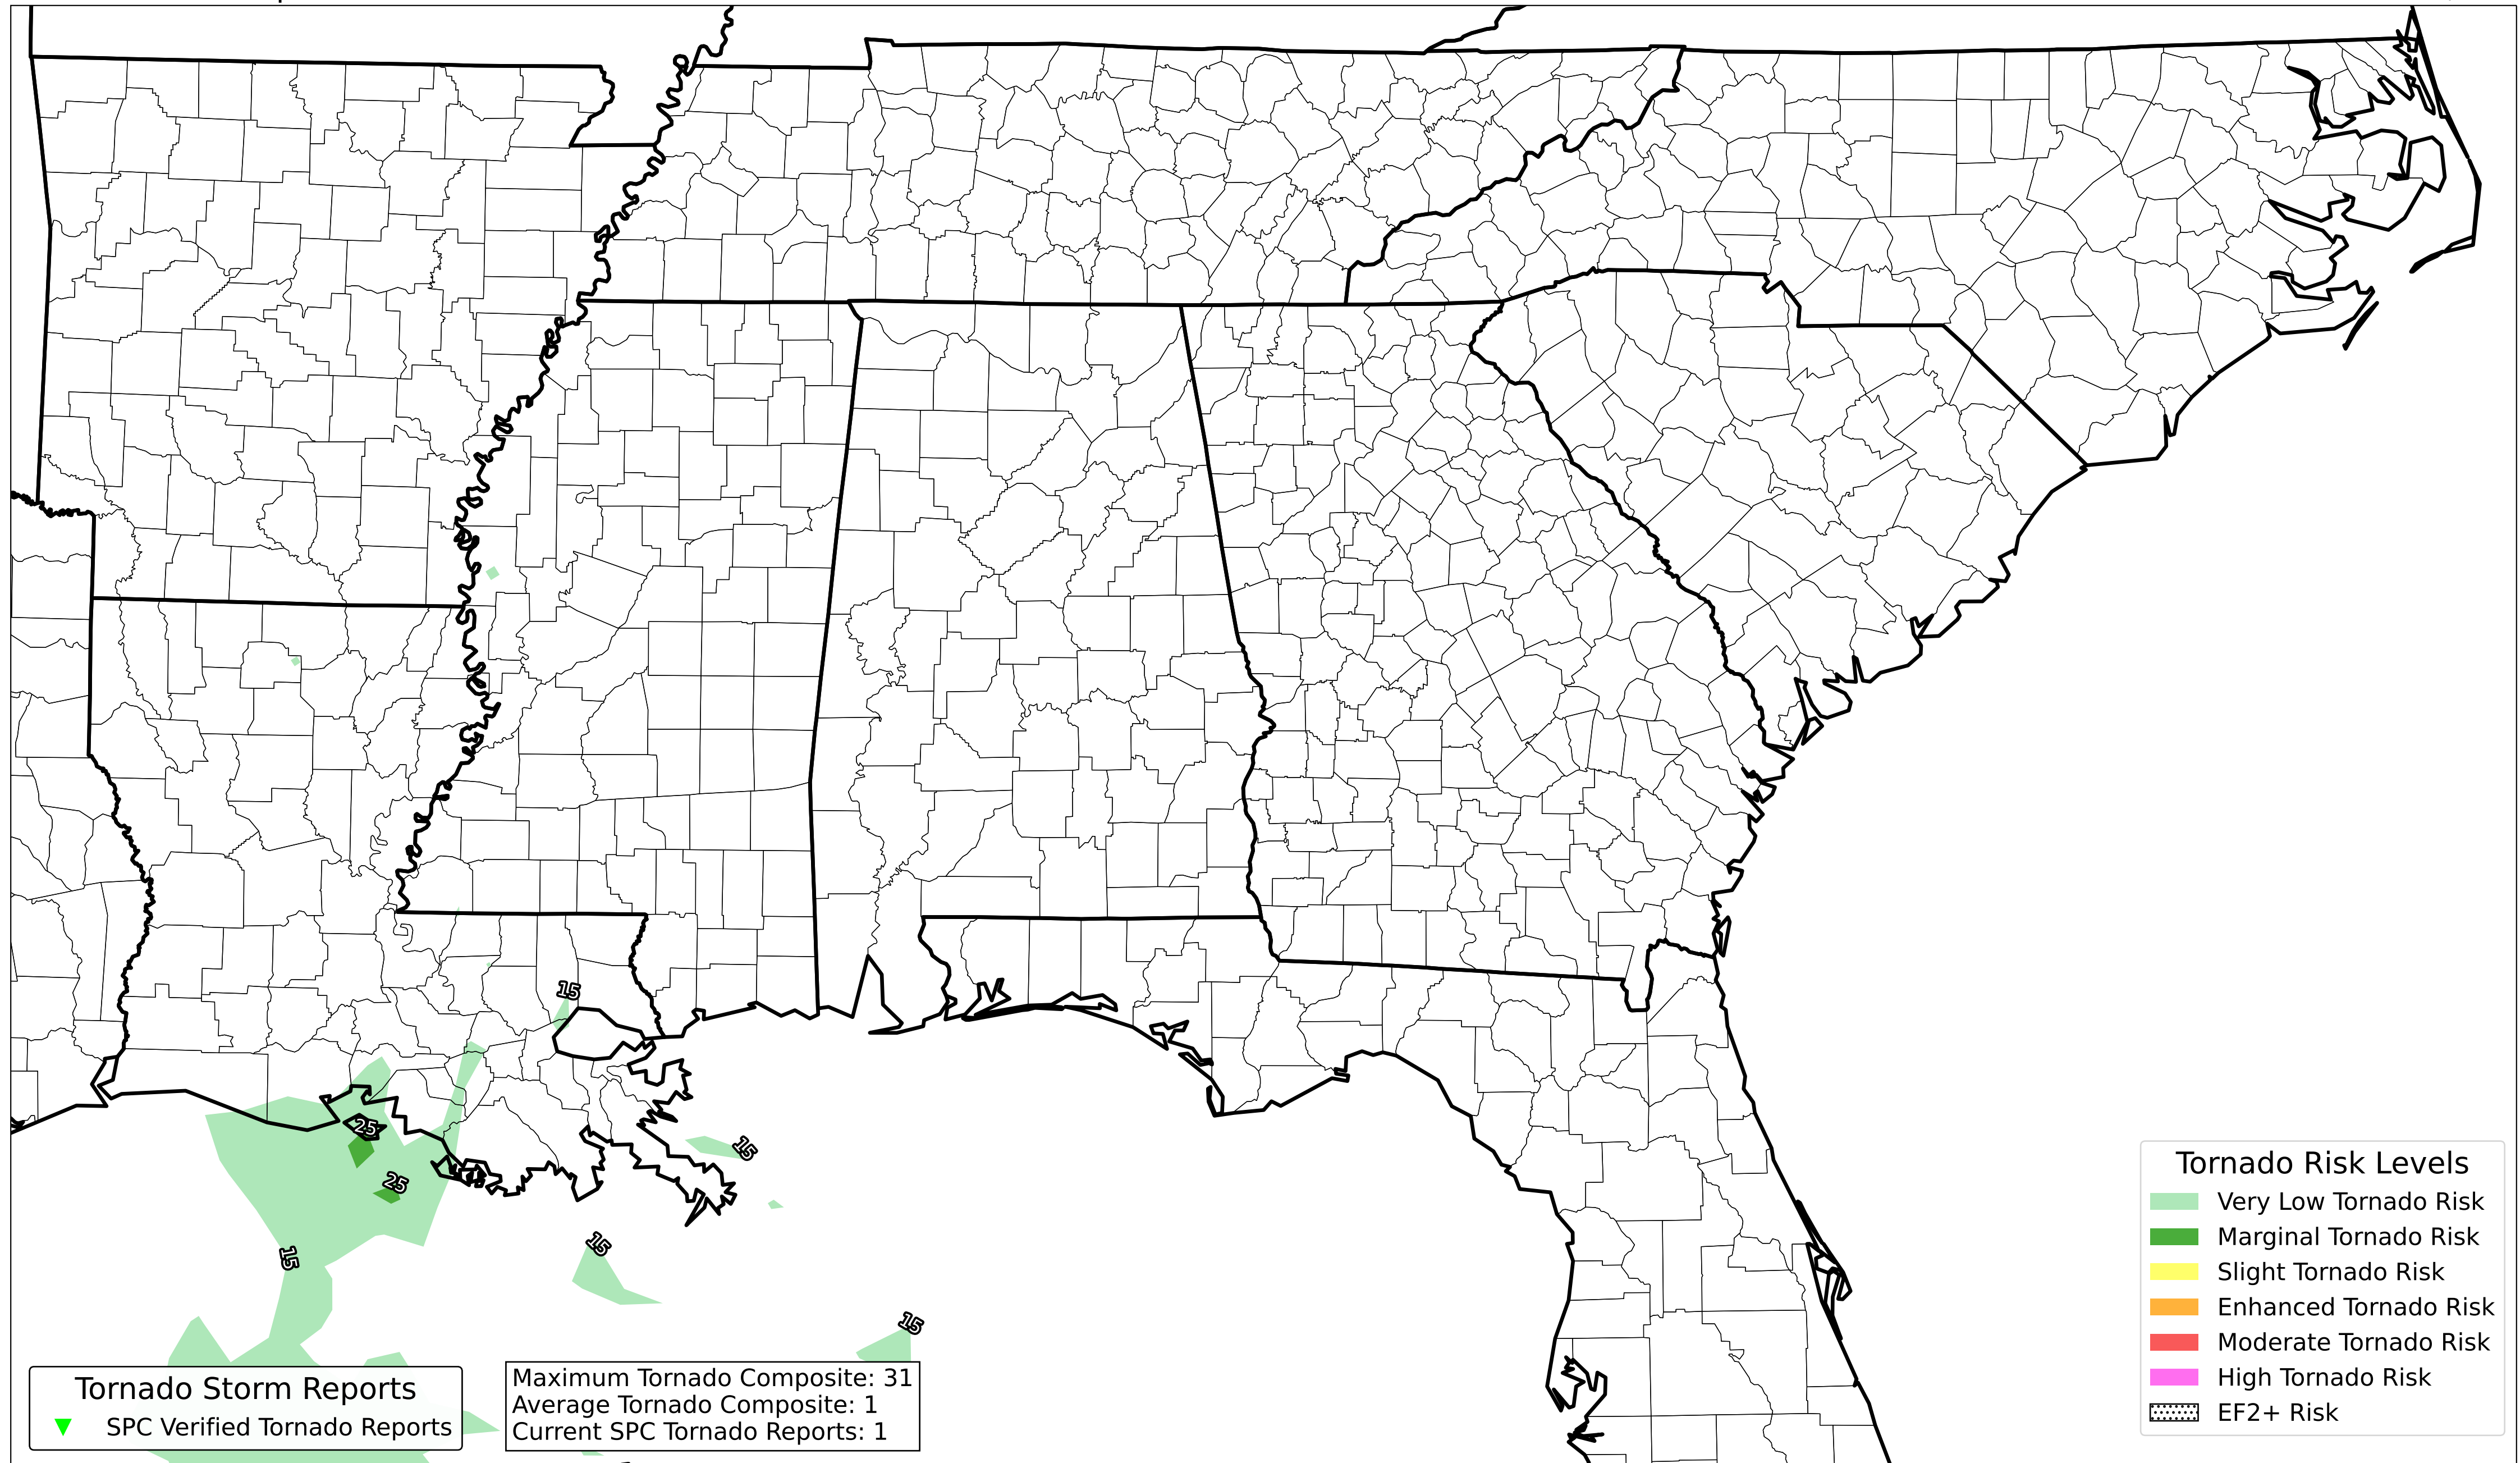 15
25
25
15
15
15
15
Tornado Storm Reports
SPC Verified Tornado Reports
Maximum Tornado Composite: 31
Average Tornado Composite: 1
Current SPC Tornado Reports: 1
Tornado Risk Levels
Very Low Tornado Risk
Marginal Tornado Risk
Slight Tornado Risk
Enhanced Tornado Risk
Moderate Tornado Risk
High Tornado Risk
EF2+ Risk